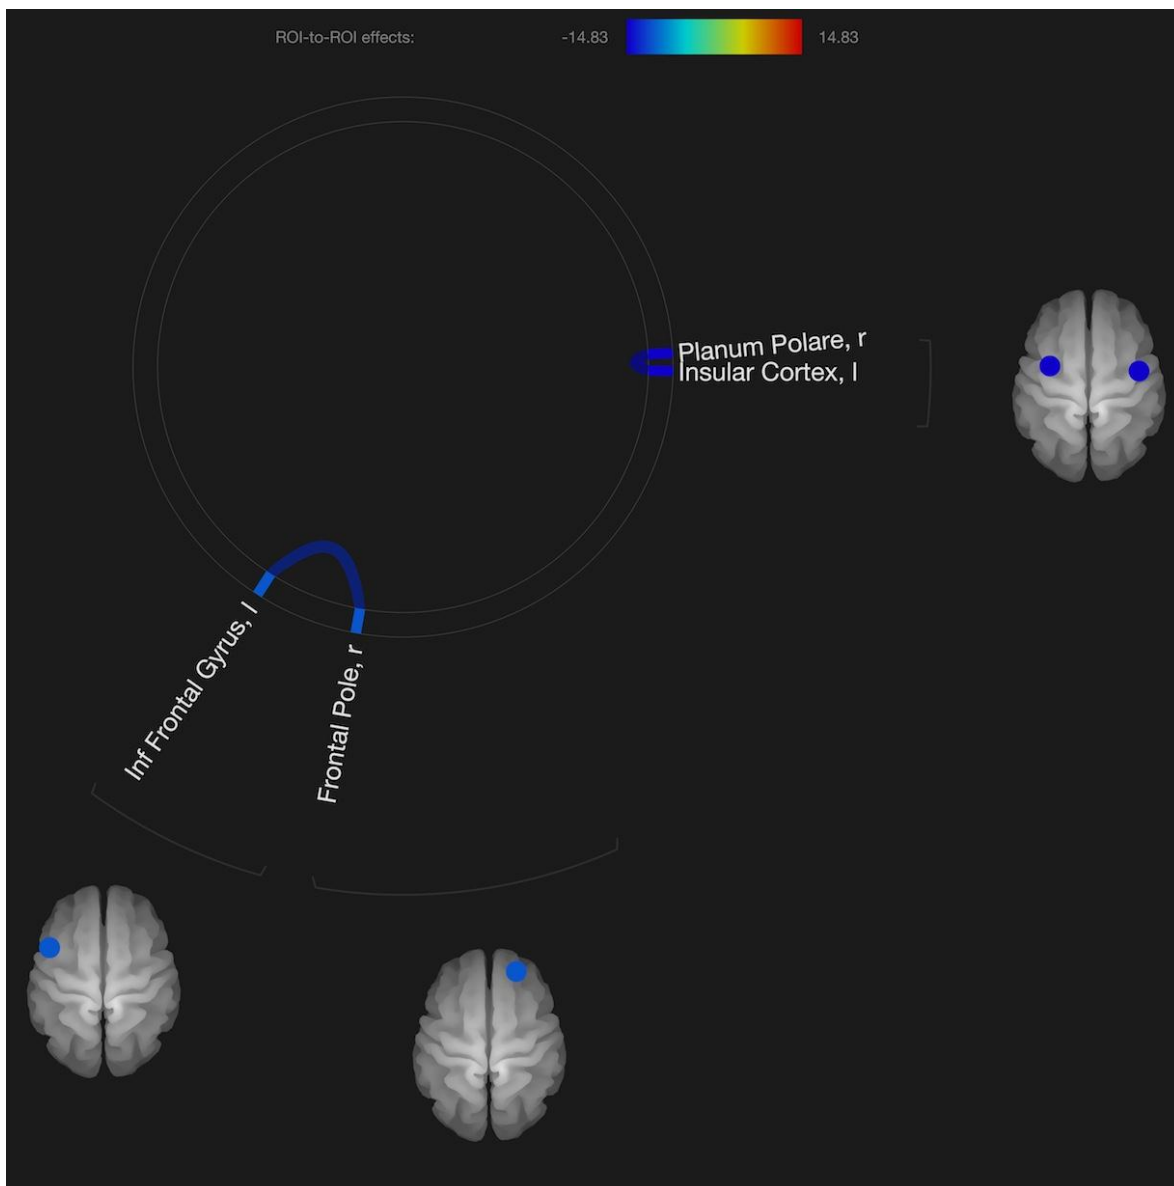 ROI-to-ROI effects: -14.83 14.83
Planum Polare, r
Insular Cortex, l
Inf Frontal Gyrus, l
Frontal Pole, r